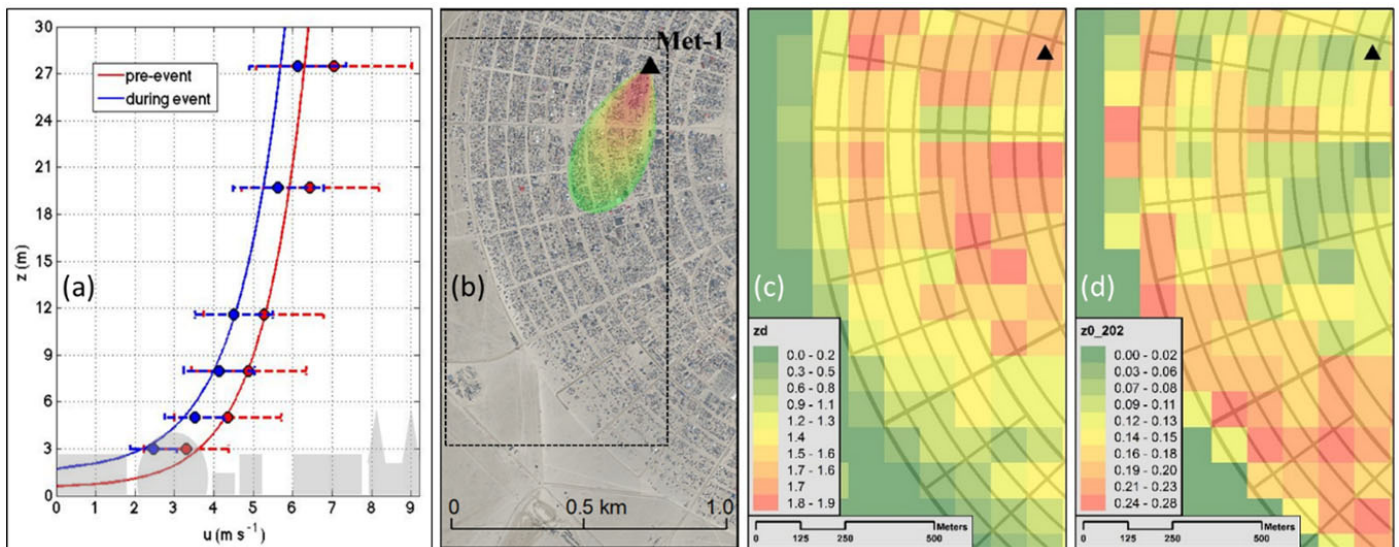 30
27
24
21
18
15
12
9
6
3
0
z (m)
pre-event
during event
(a)
0 1 2 3 4 5 6 7 8 9
u (m s⁻¹)
Met-1
(b)
0 0.5 km 1.0
(c)
zd
0.0 - 0.2
0.3 - 0.5
0.6 - 0.8
0.9 - 1.1
1.2 - 1.3
1.4
1.5 - 1.6
1.7 - 1.6
1.7
1.8 - 1.9
Meters
0 125 250 500
(d)
z0_202
0.00 - 0.02
0.03 - 0.06
0.07 - 0.08
0.09 - 0.11
0.12 - 0.13
0.14 - 0.15
0.16 - 0.18
0.19 - 0.20
0.21 - 0.23
0.24 - 0.28
Meters
0 125 250 500